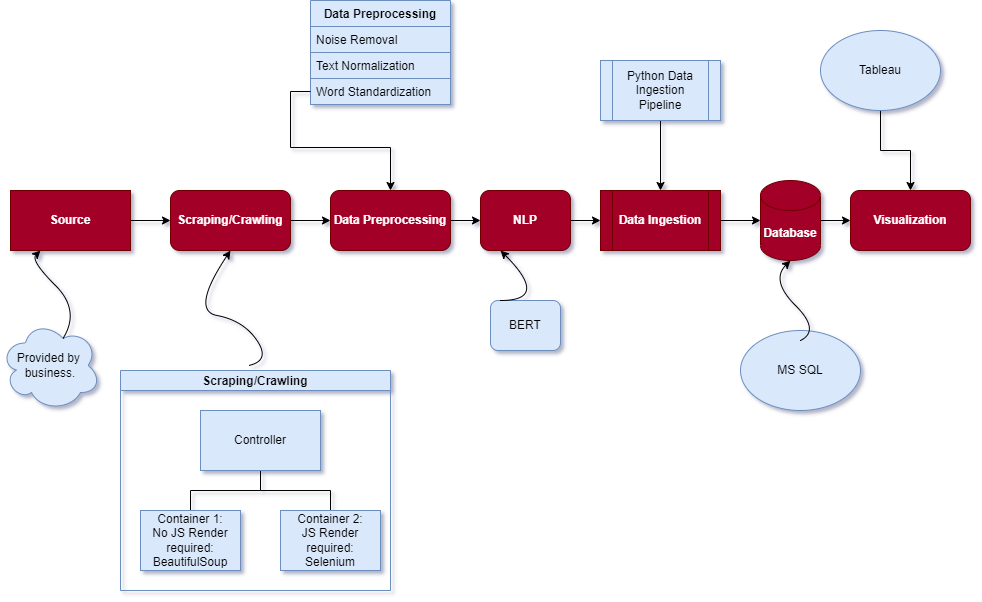 Data Preprocessing
Noise Removal
Text Normalization
Word Standardization
Python Data
Ingestion
Pipeline
Tableau
Source
Scraping/Crawling
Data Preprocessing
NLP
Data Ingestion
Database
Visualization
Provided by
business.
BERT
MS SQL
Scraping/Crawling
Controller
Container 1:
No JS Render
required:
BeautifulSoup
Container 2:
JS Render
required:
Selenium